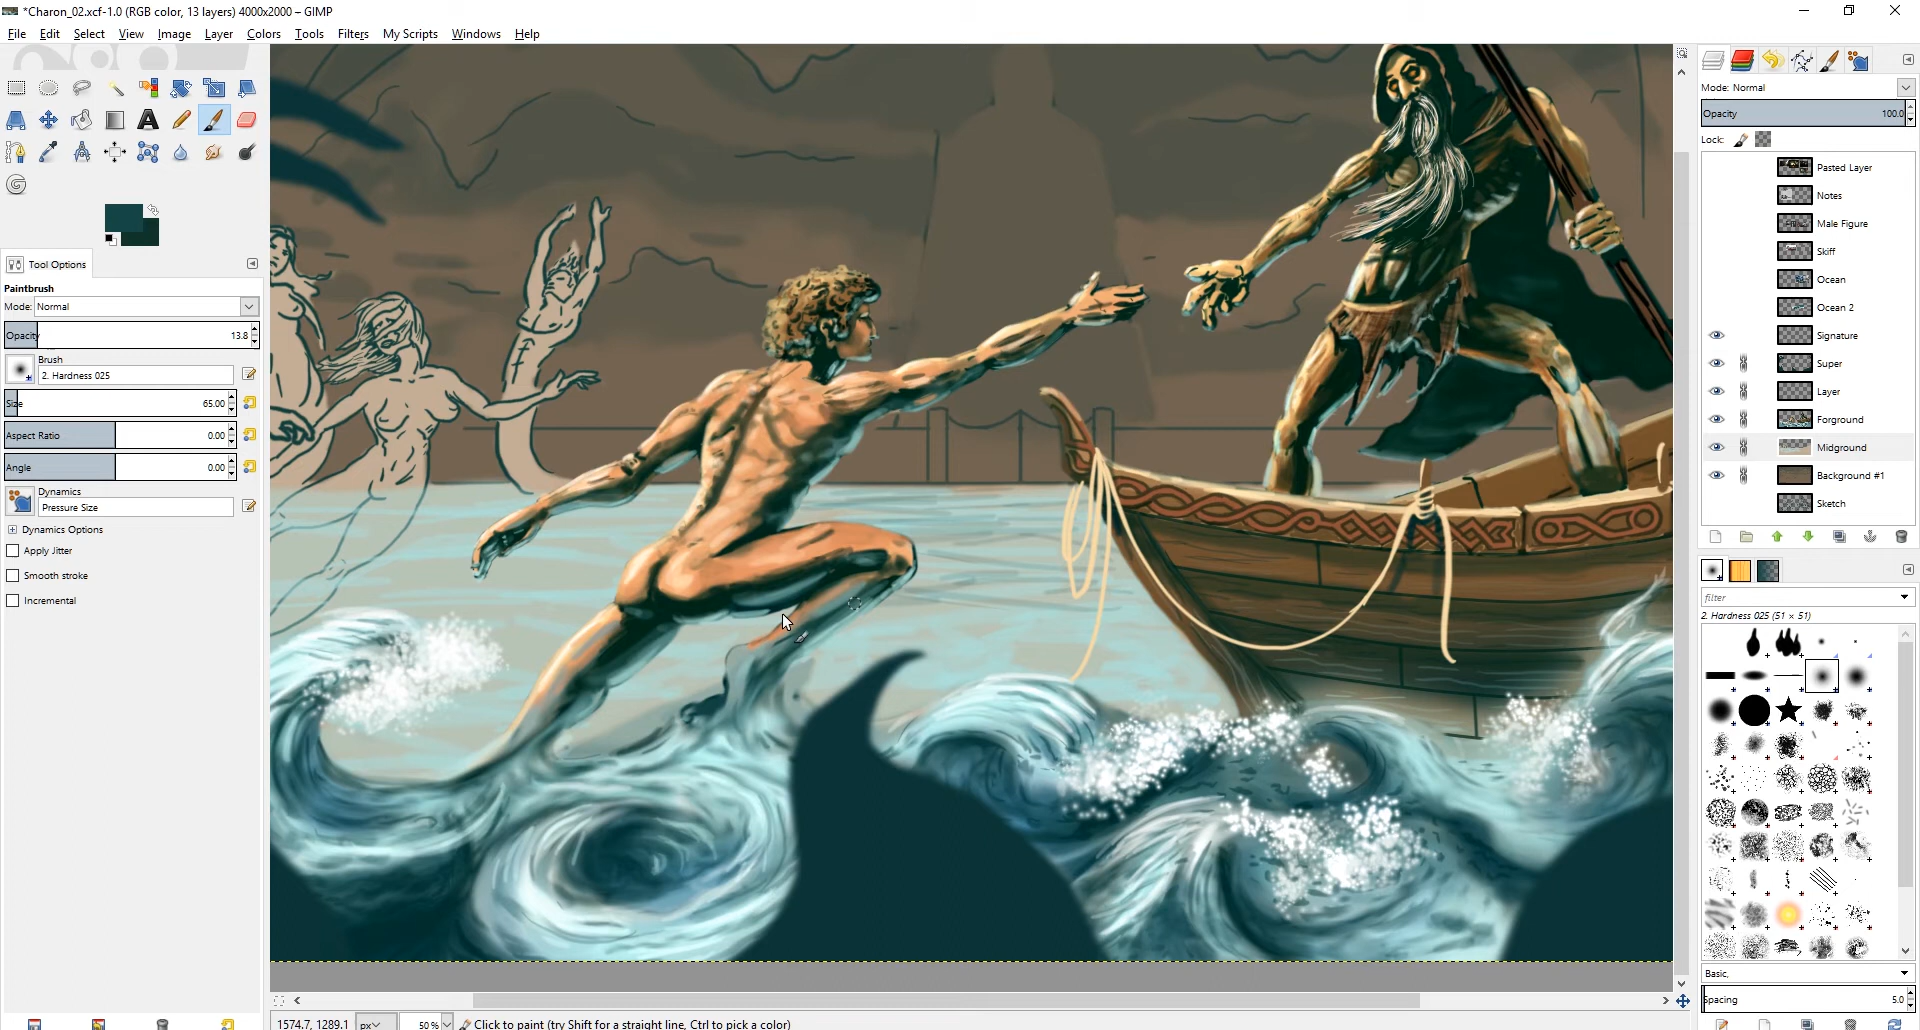 *Charon_02.xcf-1.0 (RGB color, 13 layers) 4000x2000 – GIMP
File Edit Select View Image Layer Colors Tools Filters My Scripts Windows Help
Tool Options
Paintbrush
Mode: Normal
Opacity 13.8
Brush
2. Hardness 025
Size 65.00
Aspect Ratio 0.00
Angle 0.00
Dynamics
Pressure Size
Dynamics Options
Apply Jitter
Smooth stroke
Incremental
1574.7, 1289.1 px 50 % Click to paint (try Shift for a straight line, Ctrl to pick a color)
Mode: Normal
Opacity 100.0
Lock:
Pasted Layer
Notes
Male Figure
Skiff
Ocean
Ocean 2
Signature
Super
Layer
Forground
Midground
Background #1
Sketch
filter
2. Hardness 025 (51 × 51)
Basic,
Spacing 5.0